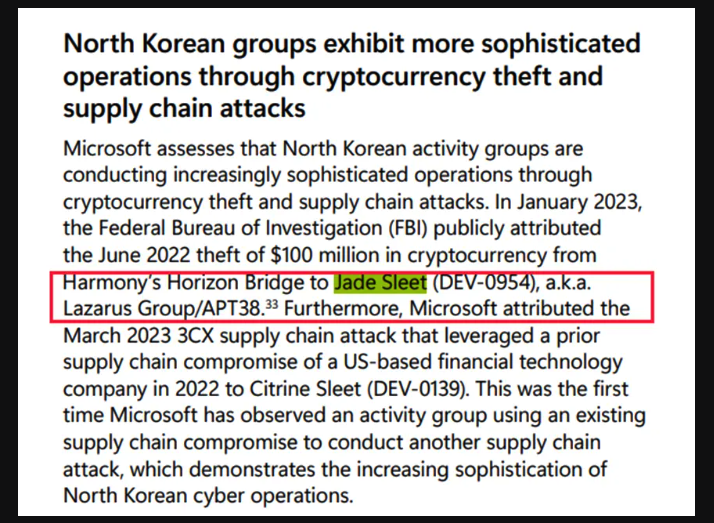 North Korean groups exhibit more sophisticated
operations through cryptocurrency theft and
supply chain attacks
Microsoft assesses that North Korean activity groups are
conducting increasingly sophisticated operations through
cryptocurrency theft and supply chain attacks. In January 2023,
the Federal Bureau of Investigation (FBI) publicly attributed
the June 2022 theft of $100 million in cryptocurrency from
Harmony's Horizon Bridge to Jade Sleet (DEV-0954), a.k.a.
Lazarus Group/APT38.³³ Furthermore, Microsoft attributed the
March 2023 3CX supply chain attack that leveraged a prior
supply chain compromise of a US-based financial technology
company in 2022 to Citrine Sleet (DEV-0139). This was the first
time Microsoft has observed an activity group using an existing
supply chain compromise to conduct another supply chain
attack, which demonstrates the increasing sophistication of
North Korean cyber operations.